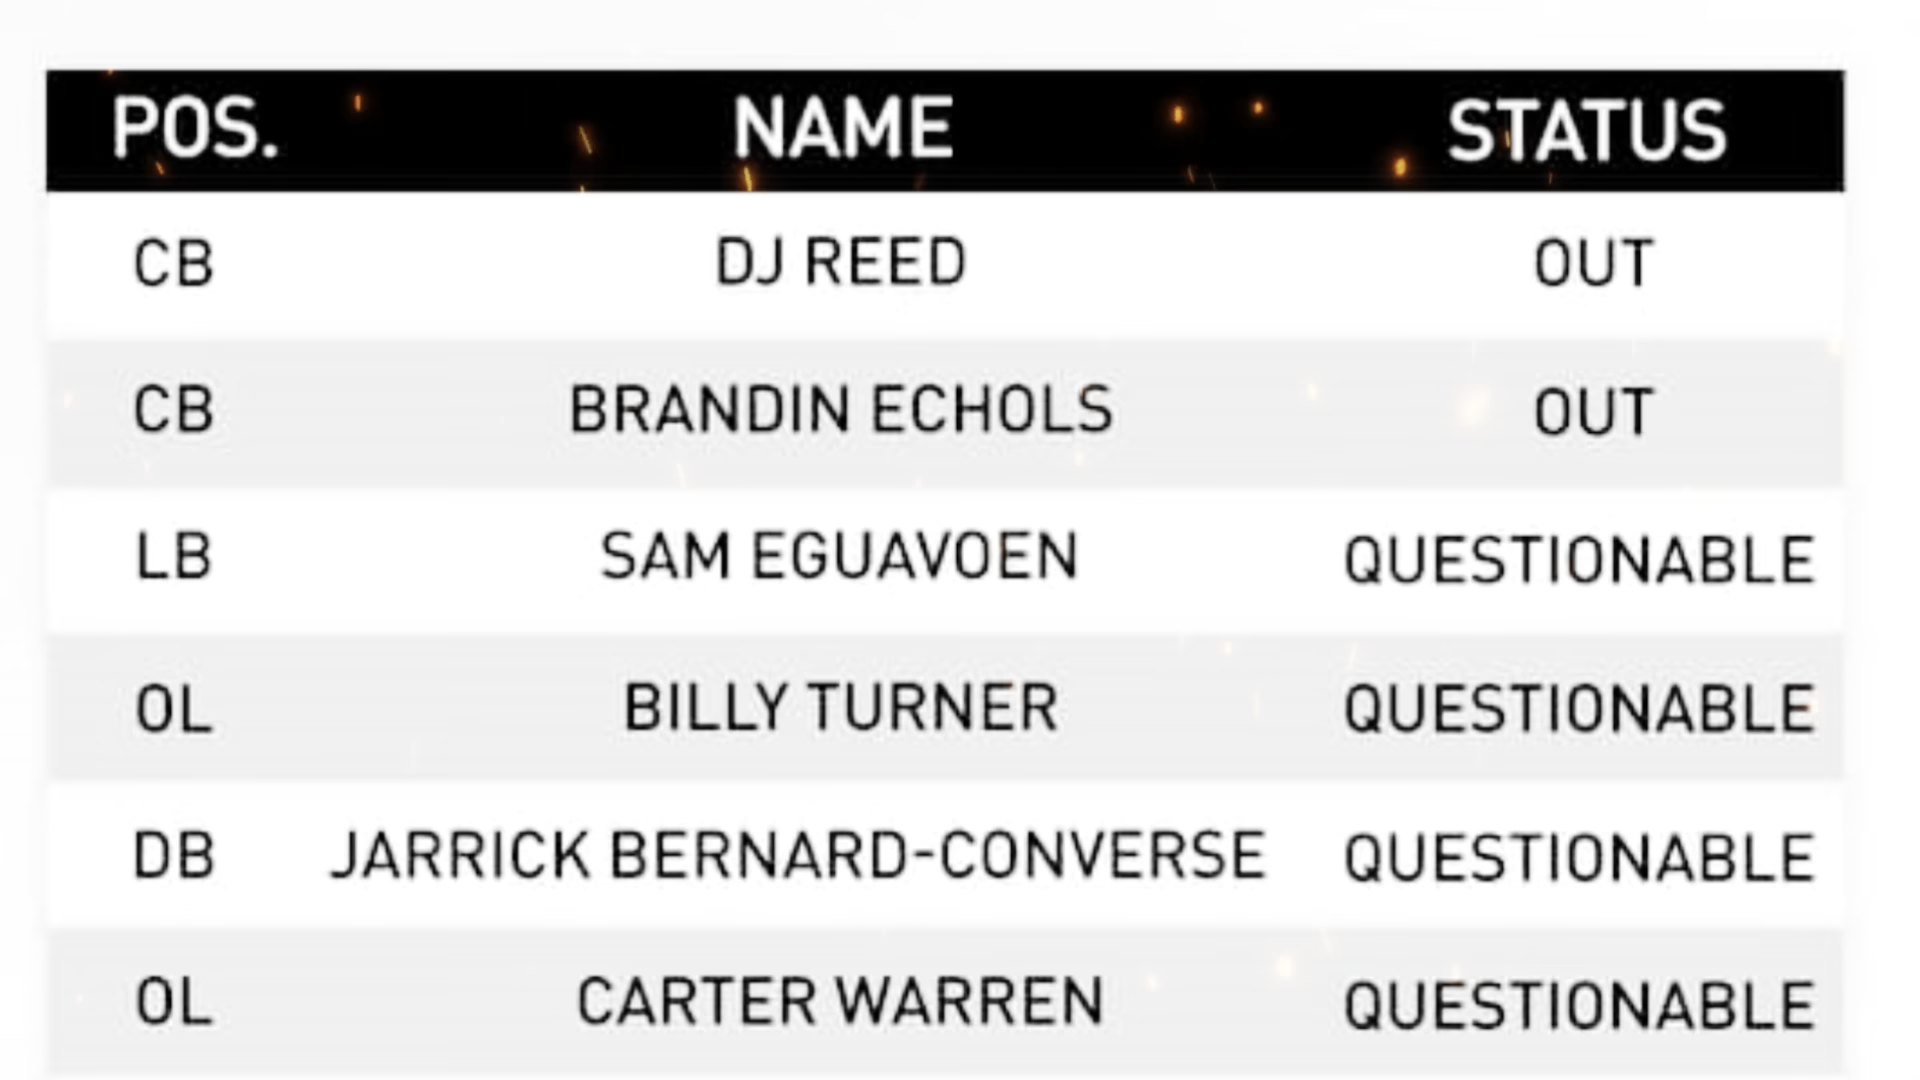 POS. NAME STATUS
CB DJ REED OUT
CB BRANDIN ECHOLS OUT
LB SAM EGUAVOEN QUESTIONABLE
OL BILLY TURNER QUESTIONABLE
DB JARRICK BERNARD-CONVERSE QUESTIONABLE
OL CARTER WARREN QUESTIONABLE